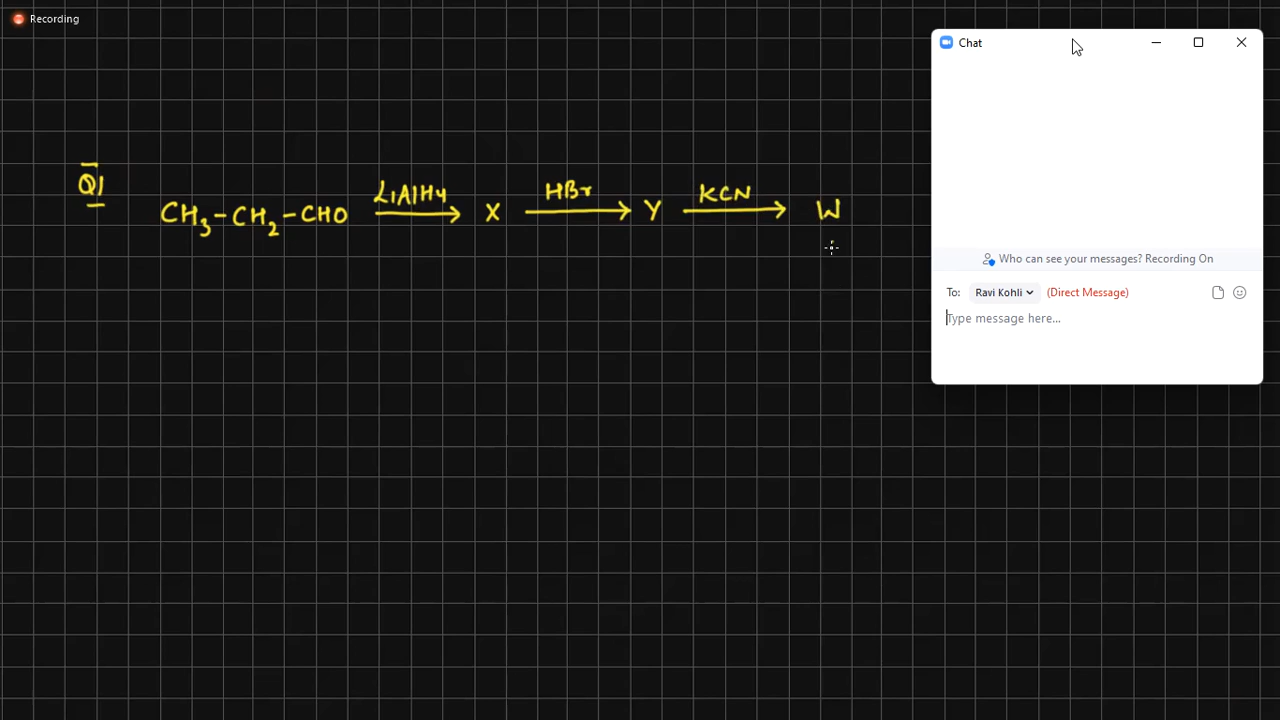 Recording
Chat
Q1
LiAlH4 HBr KCN
CH3-CH2-CHO → X → Y → W
Who can see your messages? Recording On
To: Ravi Kohli (Direct Message)
Type message here...